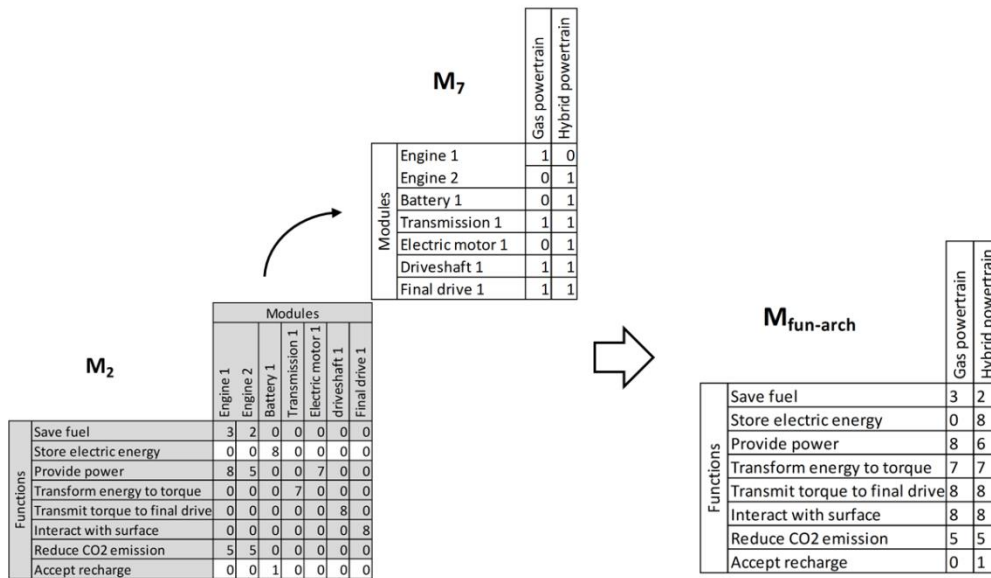 M7
Gas powertrain
Hybrid powertrain
Modules
Engine 1 1 0
Engine 2 0 1
Battery 1 0 1
Transmission 1 1 1
Electric motor 1 0 1
Driveshaft 1 1 1
Final drive 1 1 1
M2
Modules
Engine 1
Engine 2
Battery 1
Transmission 1
Electric motor 1
driveshaft 1
Final drive 1
Functions
Save fuel 3 2 0 0 0 0 0
Store electric energy 0 0 8 0 0 0 0
Provide power 8 5 0 0 7 0 0
Transform energy to torque 0 0 0 7 0 0 0
Transmit torque to final drive 0 0 0 0 0 8 0
Interact with surface 0 0 0 0 0 0 8
Reduce CO2 emission 5 5 0 0 0 0 0
Accept recharge 0 0 1 0 0 0 0
Mfun-arch
Gas powertrain
Hybrid powertrain
Functions
Save fuel 3 2
Store electric energy 0 8
Provide power 8 6
Transform energy to torque 7 7
Transmit torque to final drive 8 8
Interact with surface 8 8
Reduce CO2 emission 5 5
Accept recharge 0 1